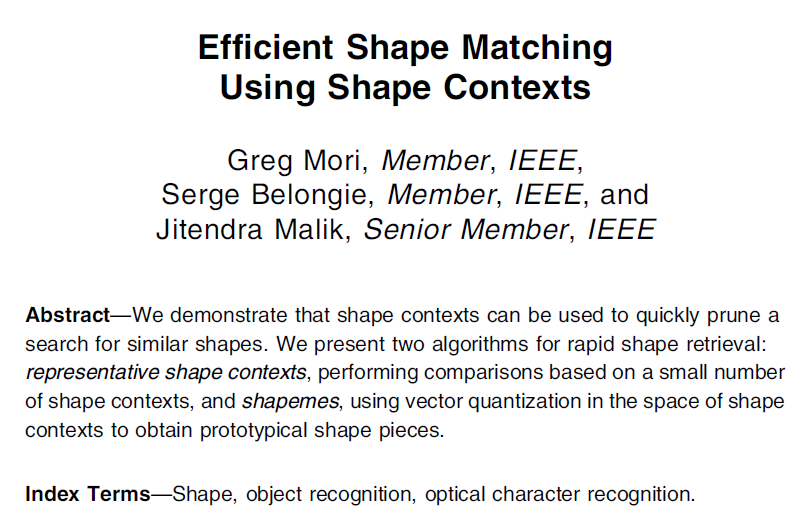 Efficient Shape Matching
Using Shape Contexts
Greg Mori, Member, IEEE,
Serge Belongie, Member, IEEE, and
Jitendra Malik, Senior Member, IEEE
Abstract—We demonstrate that shape contexts can be used to quickly prune a
search for similar shapes. We present two algorithms for rapid shape retrieval:
representative shape contexts, performing comparisons based on a small number
of shape contexts, and shapemes, using vector quantization in the space of shape
contexts to obtain prototypical shape pieces.
Index Terms—Shape, object recognition, optical character recognition.